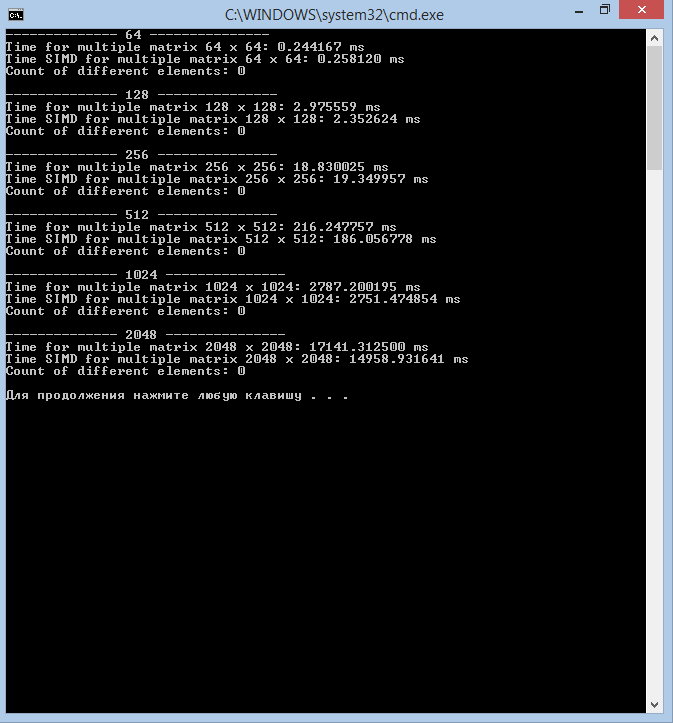 C:\WINDOWS\system32\cmd.exe
-------------- 64 ---------------
Time for multiple matrix 64 x 64: 0.244167 ms
Time SIMD for multiple matrix 64 x 64: 0.258120 ms
Count of different elements: 0
-------------- 128 ---------------
Time for multiple matrix 128 x 128: 2.975559 ms
Time SIMD for multiple matrix 128 x 128: 2.352624 ms
Count of different elements: 0
-------------- 256 ---------------
Time for multiple matrix 256 x 256: 18.830025 ms
Time SIMD for multiple matrix 256 x 256: 19.349957 ms
Count of different elements: 0
-------------- 512 ---------------
Time for multiple matrix 512 x 512: 216.247757 ms
Time SIMD for multiple matrix 512 x 512: 186.056778 ms
Count of different elements: 0
-------------- 1024 ---------------
Time for multiple matrix 1024 x 1024: 2787.200195 ms
Time SIMD for multiple matrix 1024 x 1024: 2751.474854 ms
Count of different elements: 0
-------------- 2048 ---------------
Time for multiple matrix 2048 x 2048: 17141.312500 ms
Time SIMD for multiple matrix 2048 x 2048: 14958.931641 ms
Count of different elements: 0
Для продолжения нажмите любую клавишу . . .